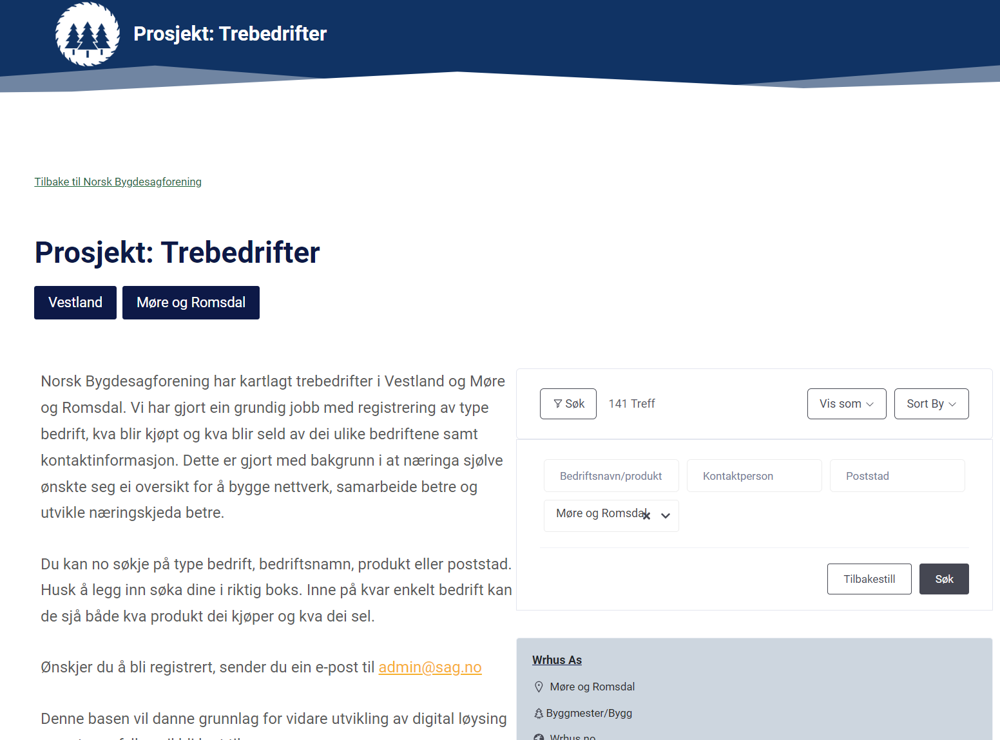 Prosjekt: Trebedrifter
Tilbake til Norsk Bygdesagforening
Prosjekt: Trebedrifter
Vestland
Møre og Romsdal
Norsk Bygdesagforening har kartlagt trebedrifter i Vestland og Møre
og Romsdal. Vi har gjort ein grundig jobb med registrering av type
bedrift, kva blir kjøpt og kva blir seld av dei ulike bedriftene samt
kontaktinformasjon. Dette er gjort med bakgrunn i at næringa sjølve
ønskte seg ei oversikt for å bygge nettverk, samarbeide betre og
utvikle næringskjeda betre.
Du kan no søkje på type bedrift, bedriftsnamn, produkt eller poststad.
Husk å legg inn søka dine i riktig boks. Inne på kvar enkelt bedrift kan
de sjå både kva produkt dei kjøper og kva dei sel.
Ønskjer du å bli registrert, sender du ein e-post til admin@sag.no
Denne basen vil danne grunnlag for vidare utvikling av digital løysing
Søk
141 Treff
Vis som
Sort By
Bedriftsnavn/produkt
Kontaktperson
Poststad
Møre og Romsdal
Tilbakestill
Søk
Wrhus As
Møre og Romsdal
Byggmester/Bygg
Wrhus.no